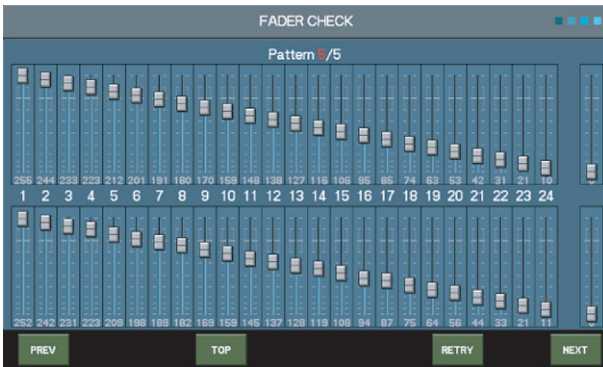 FADER CHECK
Pattern 5/5
255 244 233 223 212 201 191 180 170 159 148 138 127 116 106 95 85 74 63 53 42 31 21 10
1 2 3 4 5 6 7 8 9 10 11 12 13 14 15 16 17 18 19 20 21 22 23 24
252 242 231 223 209 198 189 182 169 159 145 137 128 119 108 94 87 75 64 56 44 33 21 11
PREV TOP RETRY NEXT